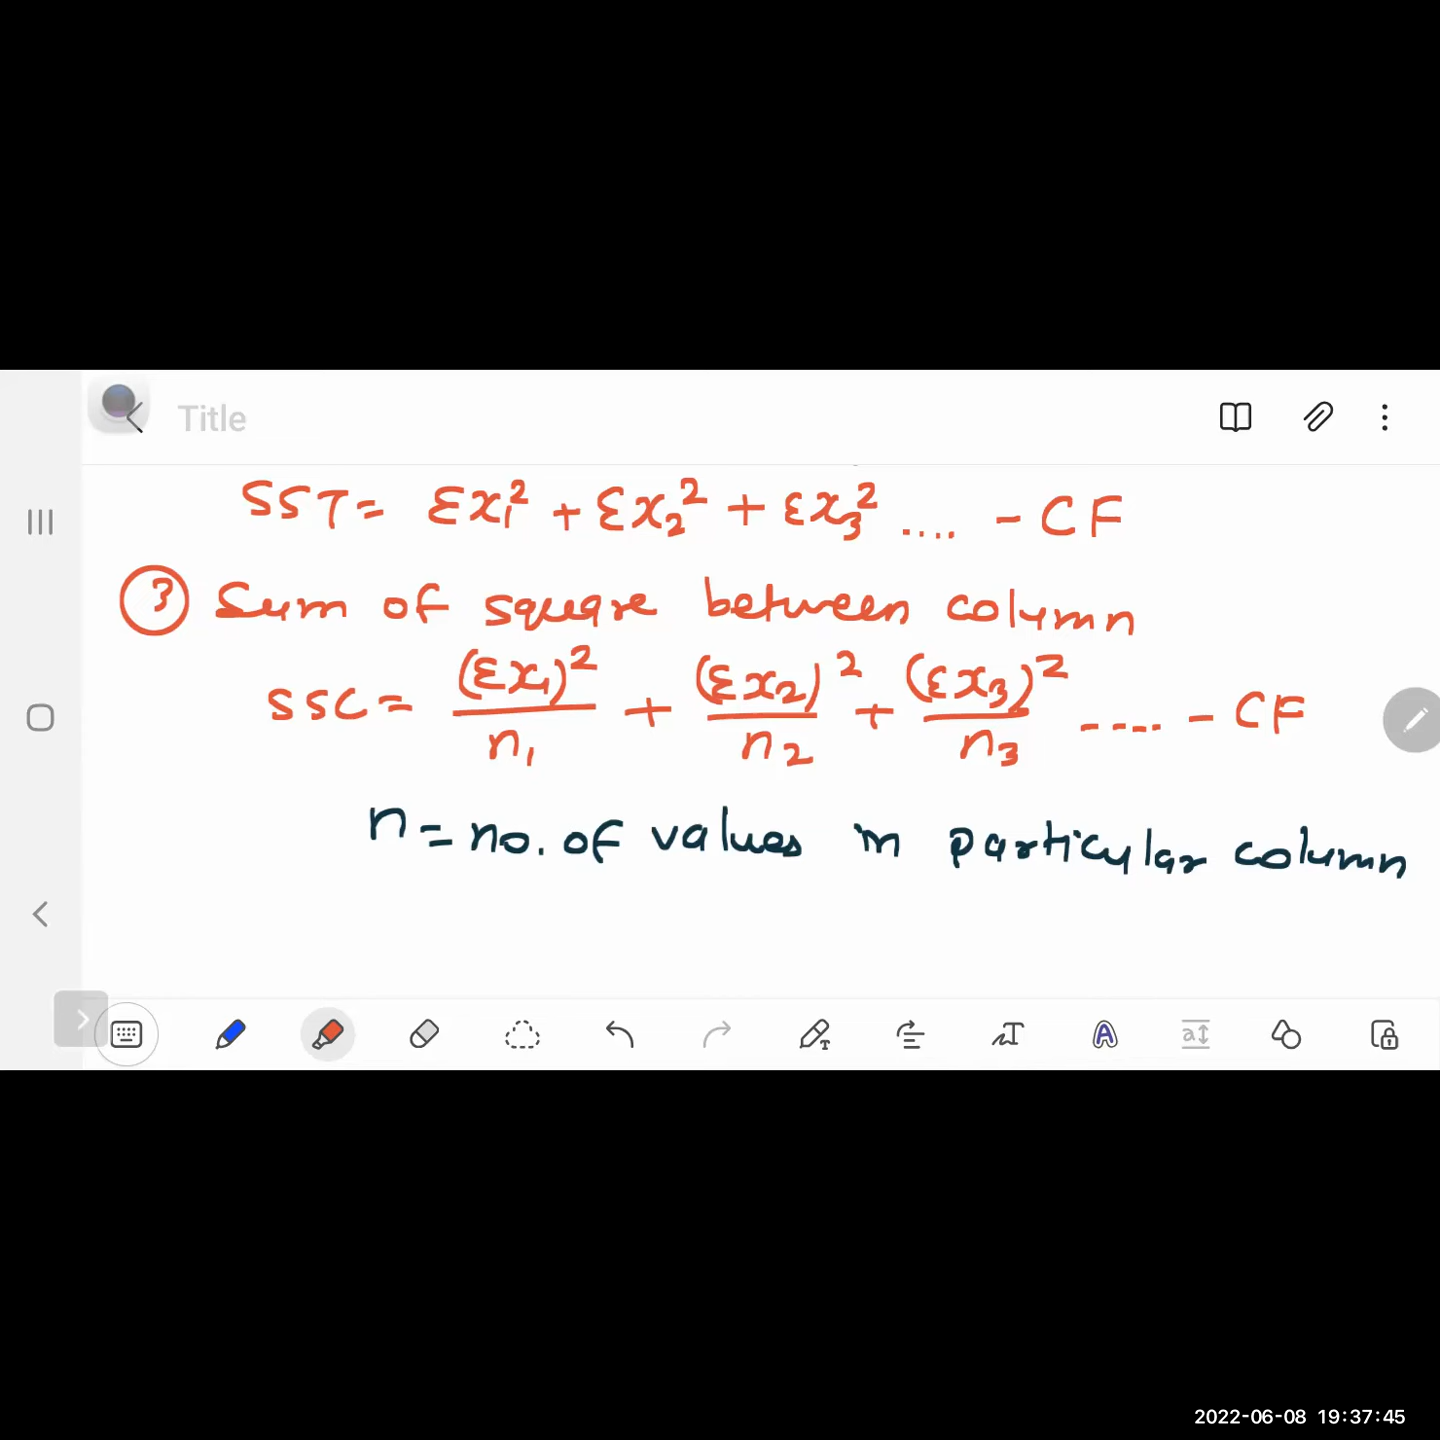 Title
SST = Σx₁² + Σx₂² + Σx₃² .... - CF
③ Sum of square between column
SSC = (Σx₁)²/n₁ + (Σx₂)²/n₂ + (Σx₃)²/n₃ .... - CF
n = no. of values in particular column
2022-06-08 19:37:45